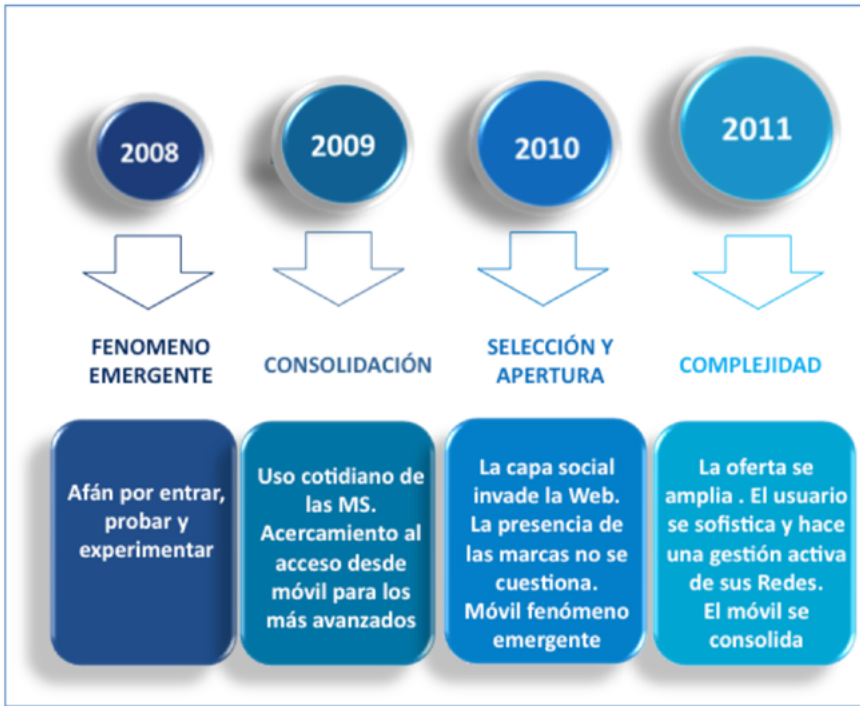 2008
2009
2010
2011
FENOMENO
EMERGENTE
CONSOLIDACIÓN
SELECCIÓN Y
APERTURA
COMPLEJIDAD
Afán por entrar,
probar y
experimentar
Uso cotidiano de
las MS.
Acercamiento al
acceso desde
móvil para los
más avanzados
La capa social
invade la Web.
La presencia de
las marcas no se
cuestiona.
Móvil fenómeno
emergente
La oferta se
amplia . El usuario
se sofistica y hace
una gestión activa
de sus Redes.
El móvil se
consolida